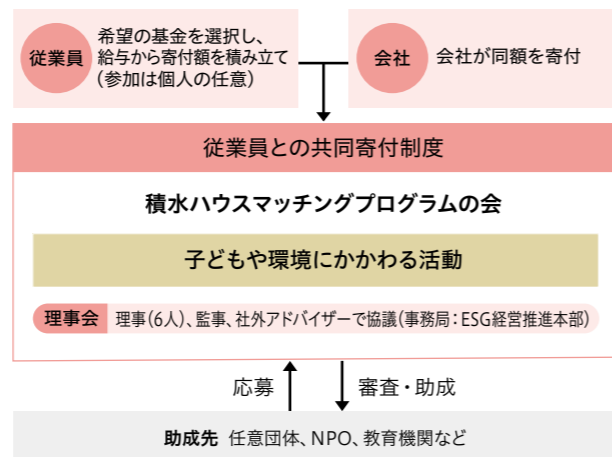 従業員
希望の基金を選択し、
給与から寄付額を積み立て
(参加は個人の任意)
会社
会社が同額を寄付
従業員との共同寄付制度
積水ハウスマッチングプログラムの会
子どもや環境にかかわる活動
理事会 理事(6人)、監事、社外アドバイザーで協議(事務局:ESG経営推進本部)
応募
審査・助成
助成先 任意団体、NPO、教育機関など